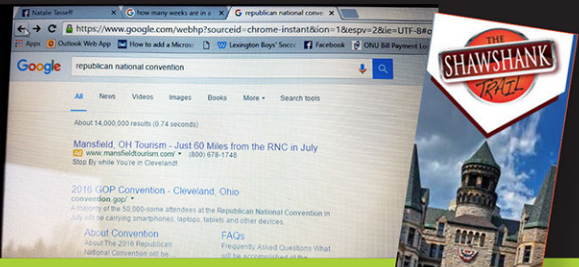 Natalie Tasseff
how many weeks are in a
republican national conve
https://www.google.com/webhp?sourceid=chrome-instant&ion=1&espv=2&ie=UTF-8#
Apps
Outlook Web App
How to add a Micros
Lexington Boys' Soccer
Facebook
ONU Bill Payment Lo
Google
republican national convention
All
News
Videos
Images
Books
More
Search tools
About 14,000,000 results (0.74 seconds)
Mansfield, OH Tourism - Just 60 Miles from the RNC in July
Ad www.mansfieldtourism.com/ (800) 678-1748
Stop By while You're in Cleveland!
2016 GOP Convention - Cleveland, Ohio
convention.gop/
A majority of the 50,000-some attendees at the Republican National Convention in
July will be carrying smartphones, laptops, tablets and other devices.
About Convention
About The 2016 Republican
National Convention will be
FAQs
Frequently Asked Questions What
will be accomplished at the
THE
SHAWSHANK
TRAIL